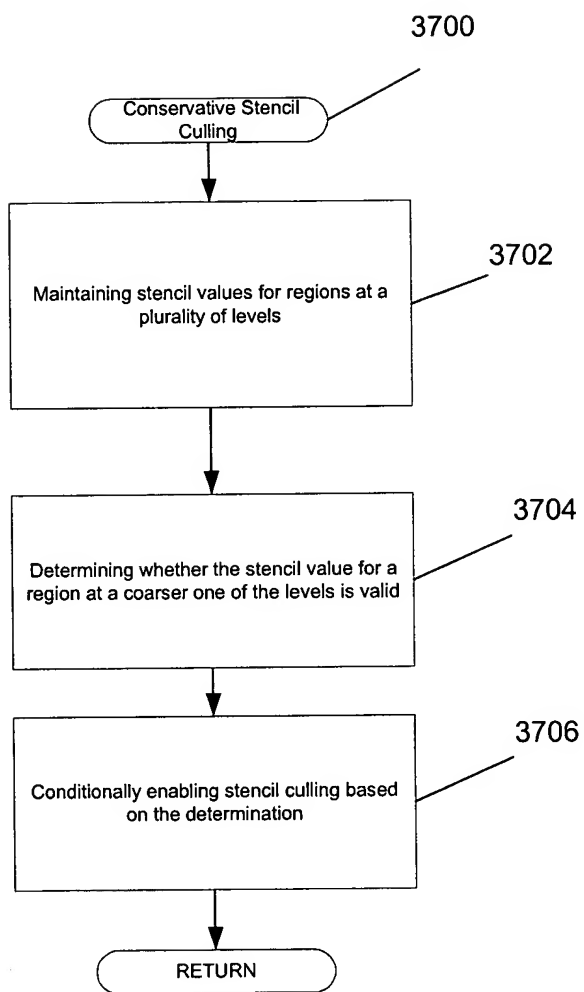 3700
Conservative Stencil
Culling
3702
Maintaining stencil values for regions at a
plurality of levels
3704
Determining whether the stencil value for a
region at a coarser one of the levels is valid
3706
Conditionally enabling stencil culling based
on the determination
RETURN